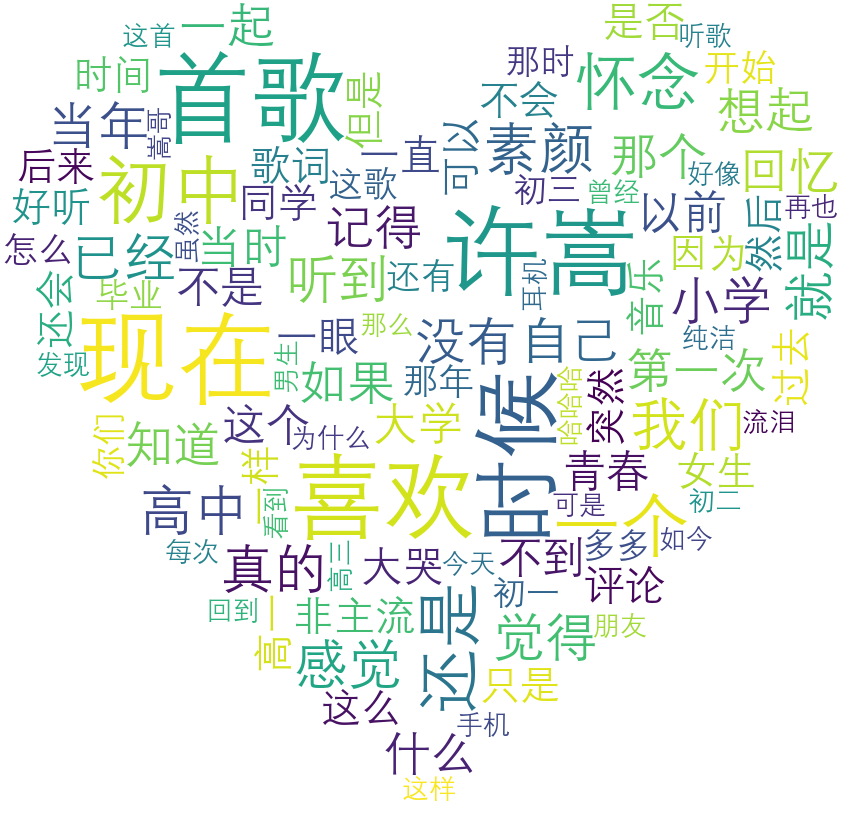 这首
一起
首歌
是否
听歌
时间
但是
那时
怀念
开始
当年
嵩哥
不会
想起
后来
初中
歌词
一直
可以
素颜
那个
回忆
好像
好听
虽然
同学
这歌
初三
曾经
以前
然后
再也
怎么
已经
当时
记得
许嵩
因为
就是
还会
毕业
不是
听到
还有
耳机
音乐
小学
发现
现在
一眼
那么
没有
自己
纯洁
过去
男生
如果
那年
时候
哈哈哈
突然
第一次
你们
知道
这个
为什么
大学
我们
流泪
一样
喜欢
青春
女生
高中
看到
一个
可是
初二
每次
真的
高三
大哭
今天
不到
多多
如今
回到
高一
非主流
还是
初一
评论
感觉
觉得
朋友
这么
只是
手机
什么
这样